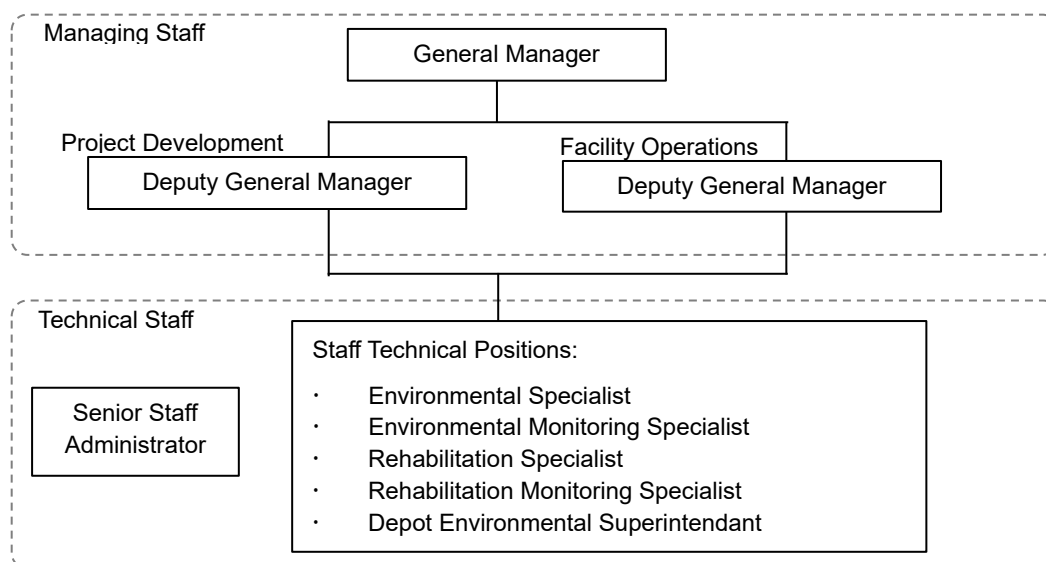 Managing Staff
General Manager
Project Development
Facility Operations
Deputy General Manager
Deputy General Manager
Technical Staff
Staff Technical Positions:
· Environmental Specialist
· Environmental Monitoring Specialist
· Rehabilitation Specialist
· Rehabilitation Monitoring Specialist
· Depot Environmental Superintendant
Senior Staff
Administrator